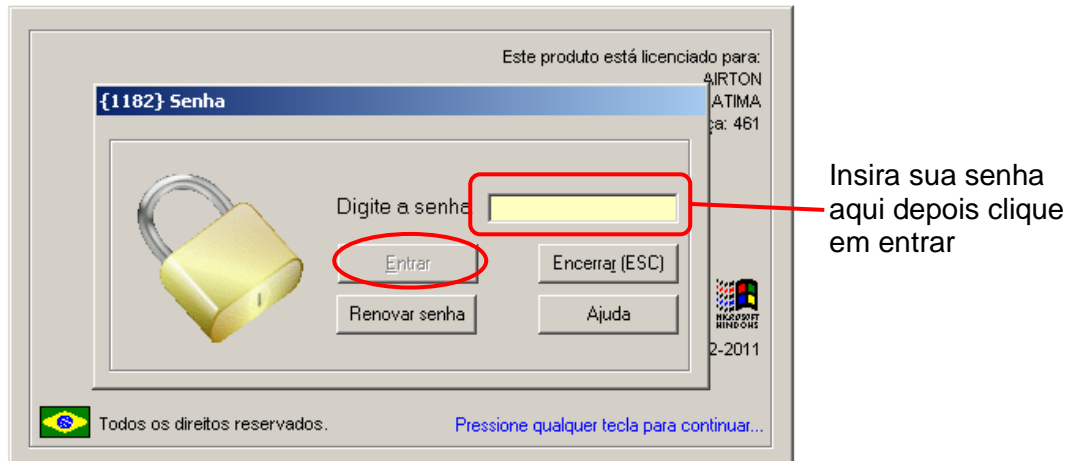 Este produto está licenciado para:
AIRTON
ATIMA
ça: 461
{1182} Senha
Digite a senha
Entrar
Encerrar (ESC)
Renovar senha
Ajuda
MICROSOFT
WINDOWS
2-2011
Todos os direitos reservados.
Pressione qualquer tecla para continuar...
Insira sua senha
aqui depois clique
em entrar